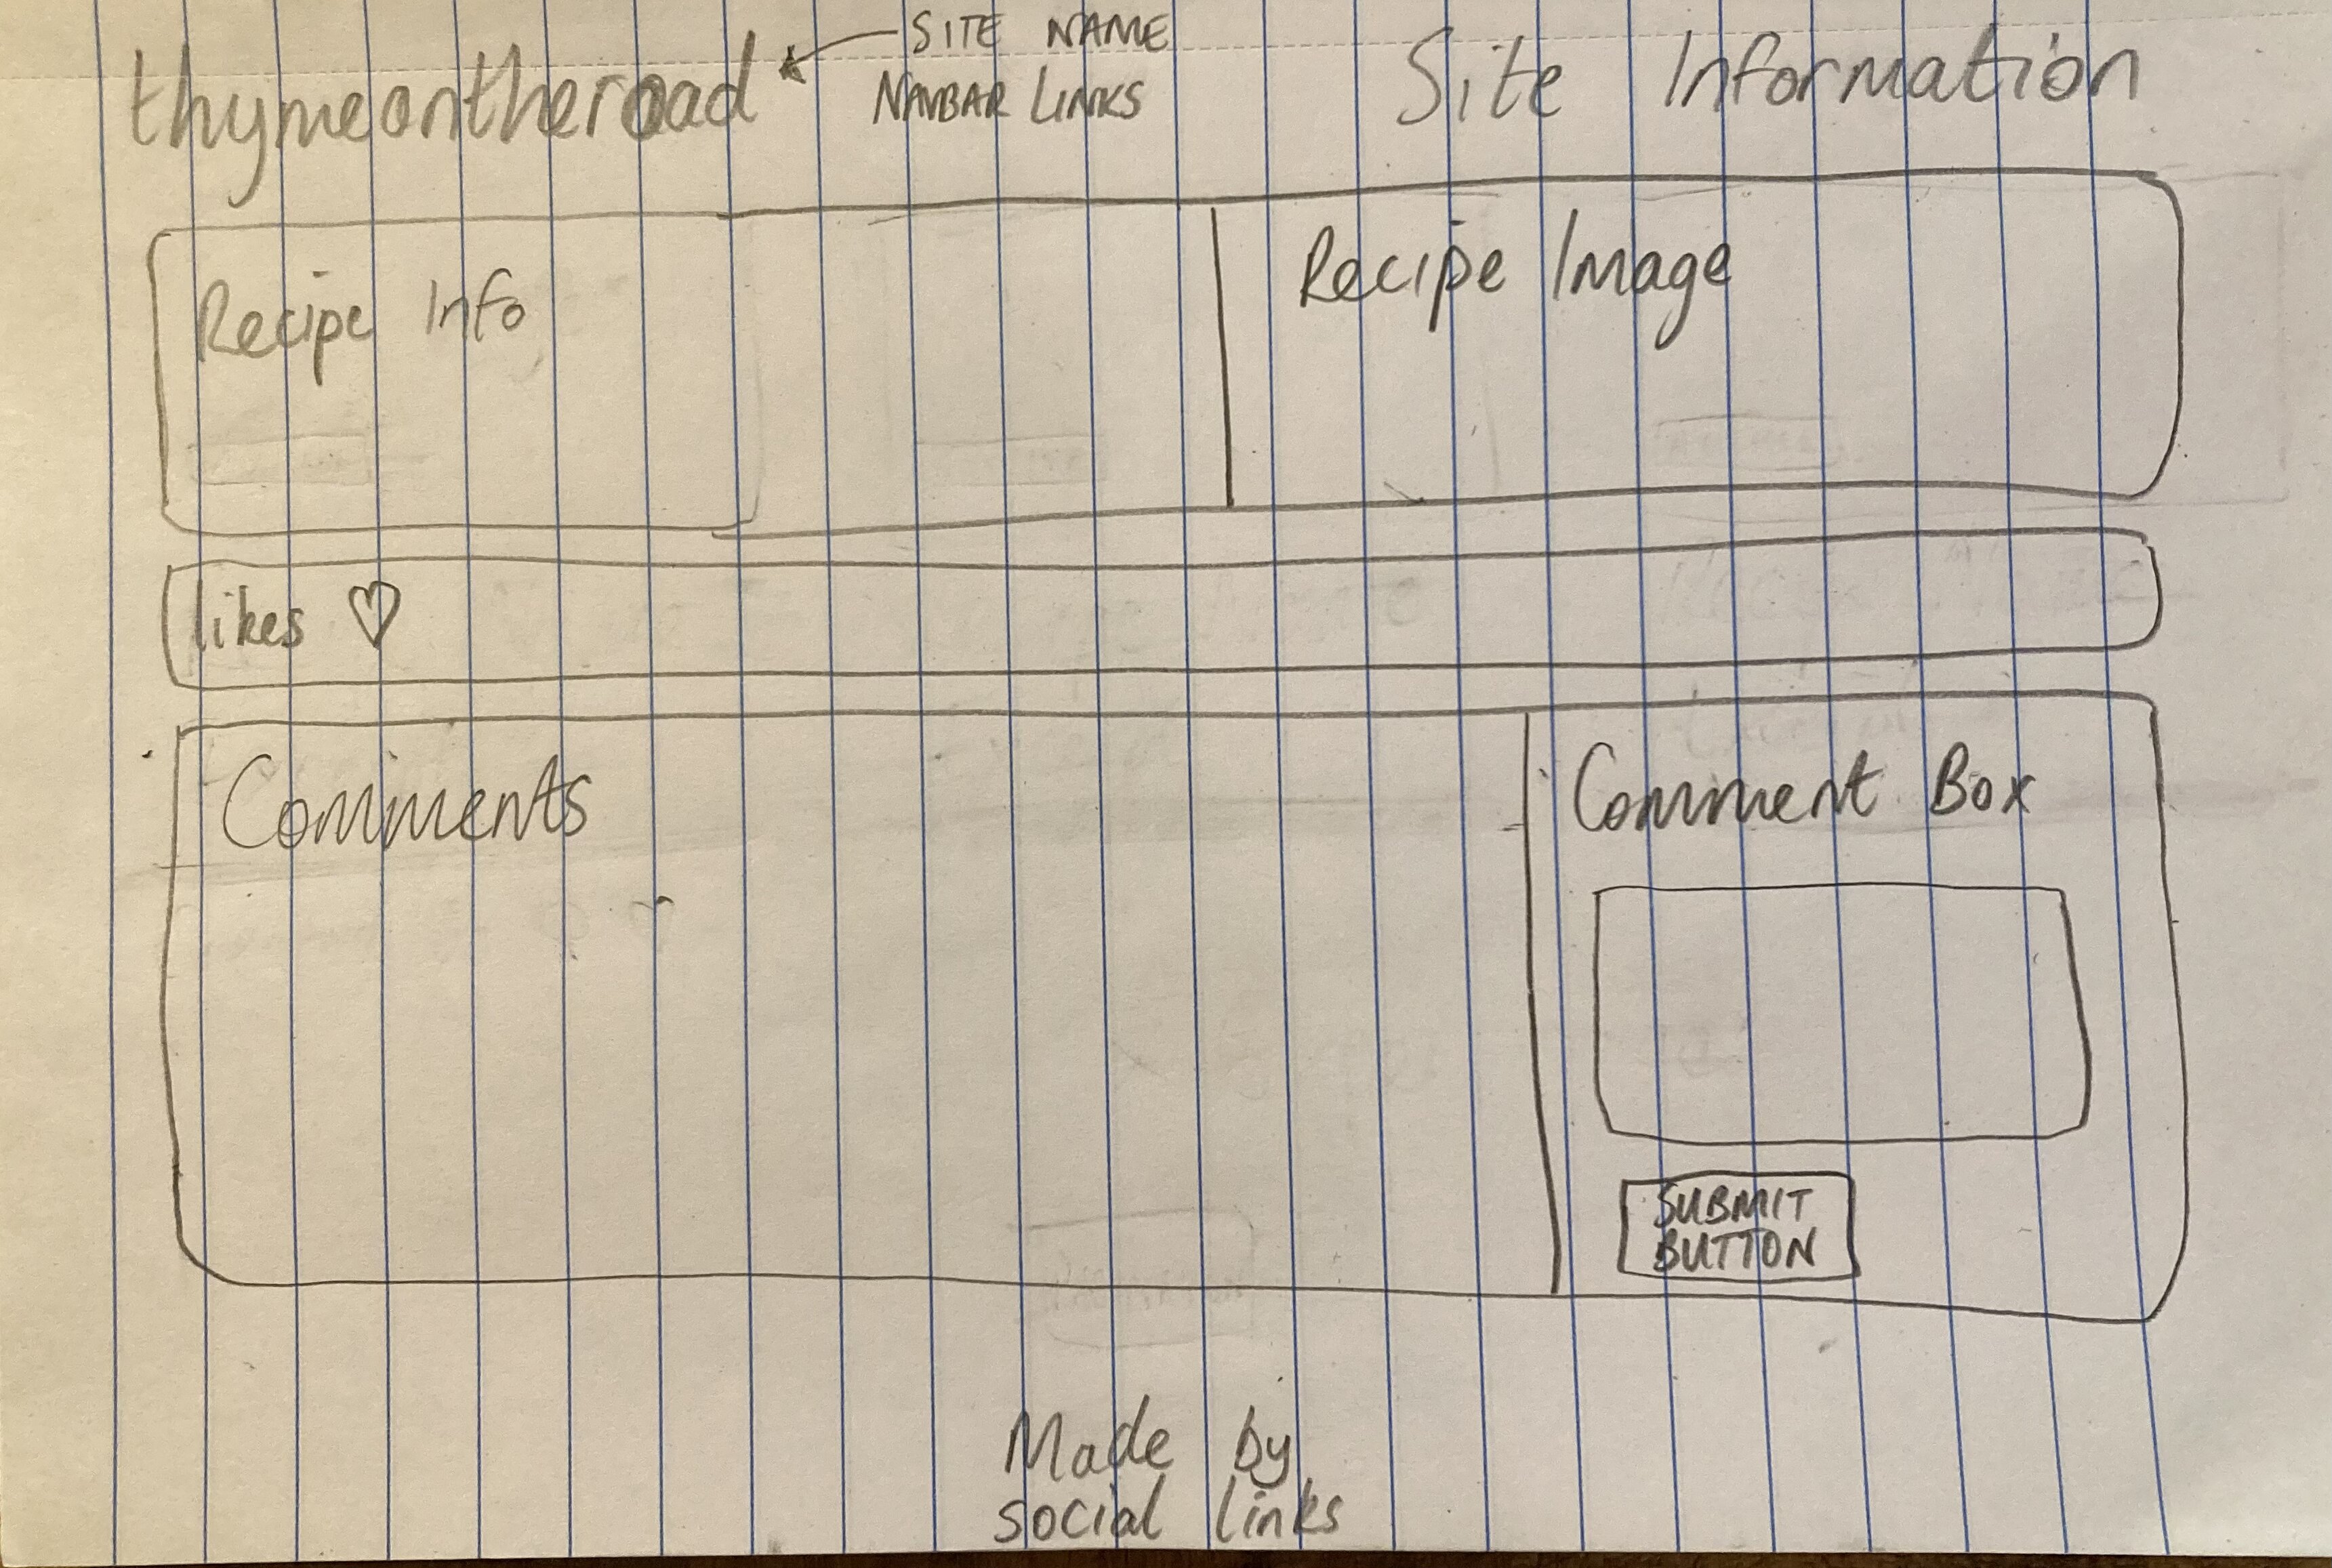 thymeontheroad
SITE NAME
NAVBAR LINKS
Site Information
Recipe Info
Recipe Image
likes
Comments
Comment Box
SUBMIT
BUTTON
Made by
social links